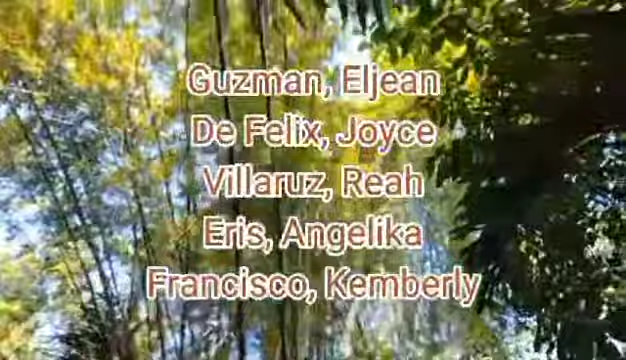 Guzman, Eljean
De Felix, Joyce
Villaruz, Reah
Eris, Angelika
Francisco, Kemberly